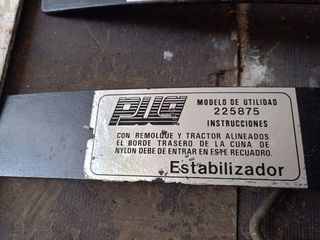 puig
MODELO DE UTILIDAD
225875
INSTRUCCIONES
CON REMOLQUE Y TRACTOR ALINEADOS
EL BORDE TRASERO DE LA CUNA DE
NYLON DEBE DE ENTRAR EN ESTE RECUADRO.
Estabilizador